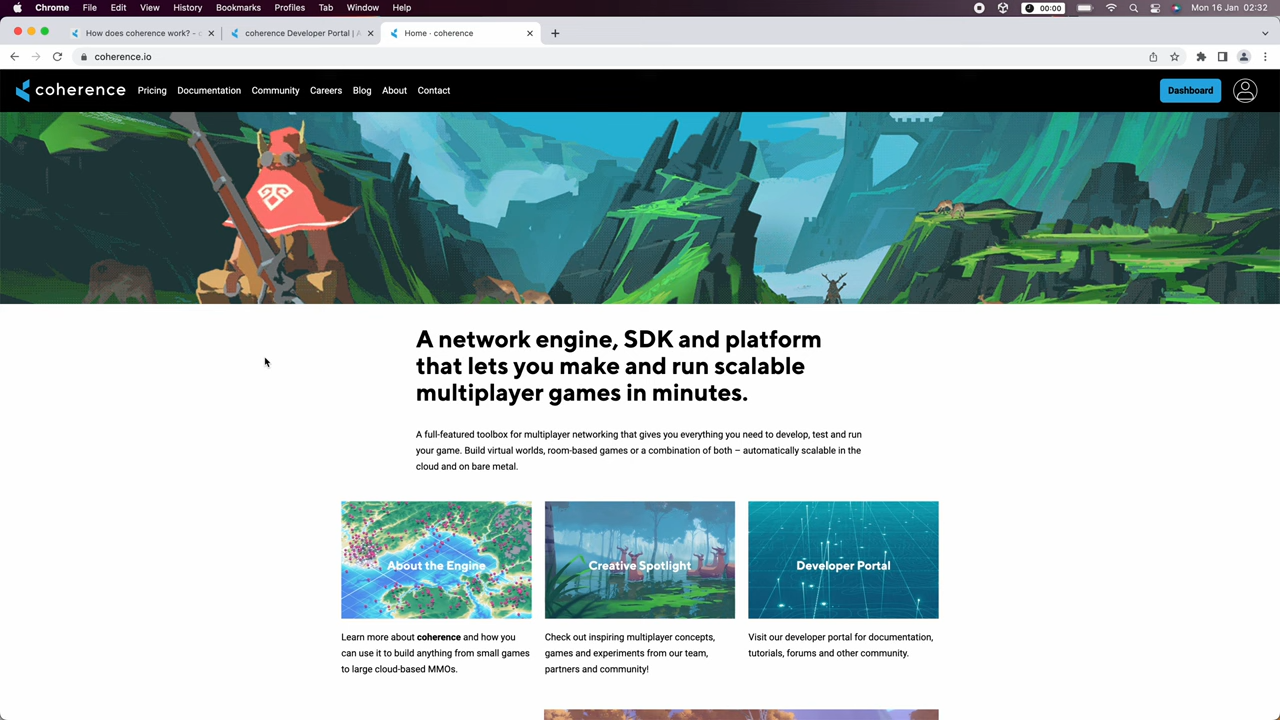 Chrome File Edit View History Bookmarks Profiles Tab Window Help 00:00 Mon 16 Jan 02:32
How does coherence work? - coherence Developer Portal | Home - coherence
coherence.io
coherence Pricing Documentation Community Careers Blog About Contact Dashboard
A network engine, SDK and platform
that lets you make and run scalable
multiplayer games in minutes.
A full-featured toolbox for multiplayer networking that gives you everything you need to develop, test and run
your game. Build virtual worlds, room-based games or a combination of both – automatically scalable in the
cloud and on bare metal.
About the Engine Creative Spotlight Developer Portal
Learn more about coherence and how you
can use it to build anything from small games
to large cloud-based MMOs.
Check out inspiring multiplayer concepts,
games and experiments from our team,
partners and community!
Visit our developer portal for documentation,
tutorials, forums and other community.